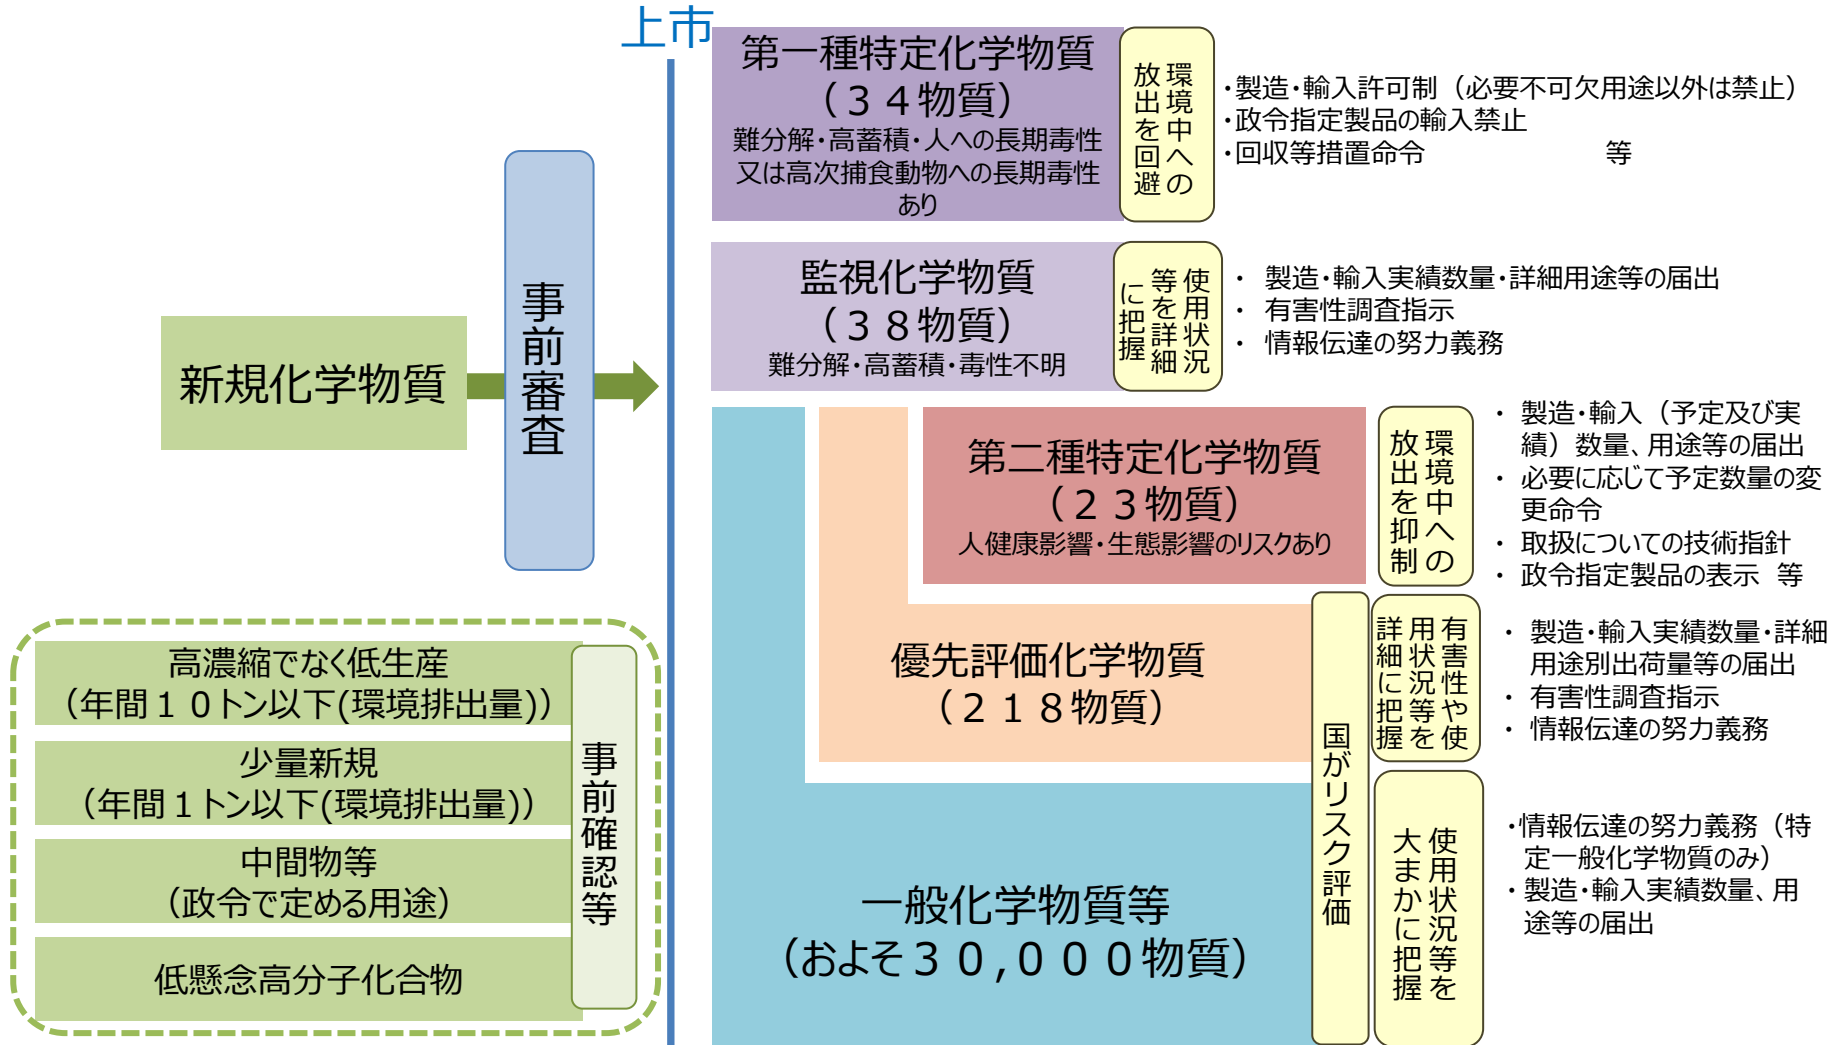 上市
新規化学物質
事前審査
高濃縮でなく低生産
（年間１０トン以下(環境排出量)）
少量新規
（年間１トン以下(環境排出量)）
中間物等
（政令で定める用途）
低懸念高分子化合物
事前確認等
第一種特定化学物質
（３４物質）
難分解・高蓄積・人への長期毒性
又は高次捕食動物への長期毒性
あり
環境中への
放出を回避
・製造・輸入許可制（必要不可欠用途以外は禁止）
・政令指定製品の輸入禁止
・回収等措置命令　　　　　　等
監視化学物質
（３８物質）
難分解・高蓄積・毒性不明
使用状況
等を詳細
に把握
・ 製造・輸入実績数量・詳細用途等の届出
・ 有害性調査指示
・ 情報伝達の努力義務
第二種特定化学物質
（２３物質）
人健康影響・生態影響のリスクあり
環境中への
放出を抑制
・ 製造・輸入（予定及び実
績）数量、用途等の届出
・ 必要に応じて予定数量の変
更命令
・ 取扱についての技術指針
・ 政令指定製品の表示 等
優先評価化学物質
（２１８物質）
有害性や使
用状況等を
詳細に把握
・ 製造・輸入実績数量・詳細
用途別出荷量等の届出
・ 有害性調査指示
・ 情報伝達の努力義務
国がリスク評価
一般化学物質等
（およそ３０,０００物質）
使用状況等を
大まかに把握
・情報伝達の努力義務（特
定一般化学物質のみ）
・製造・輸入実績数量、用
途等の届出